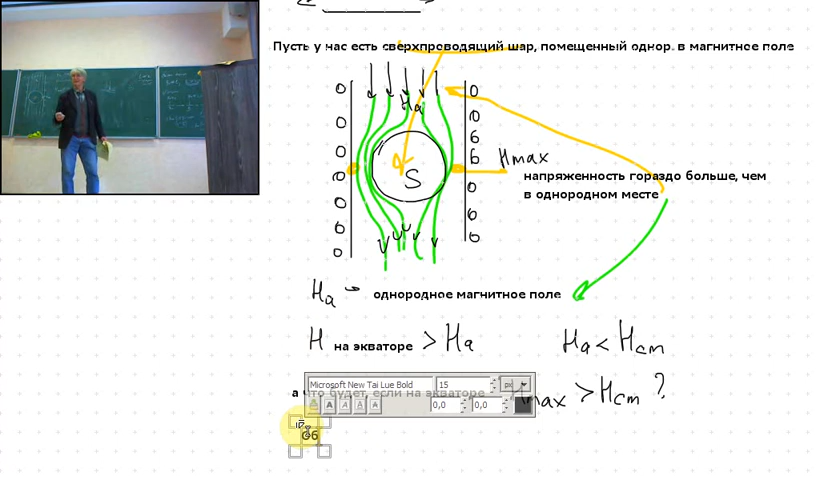 Пусть у нас есть сверхпроводящий шар, помещенный однор. в магнитное поле
Ha
Hmax
S
напряженность гораздо больше, чем
в однородном месте
Ha однородное магнитное поле
H на экваторе > Ha
Ha < Hcm
а что будет, если на экваторе - Hmax > Hcm ?
Microsoft New Tai Lue Bold
15
px
0,0
0,0
Об